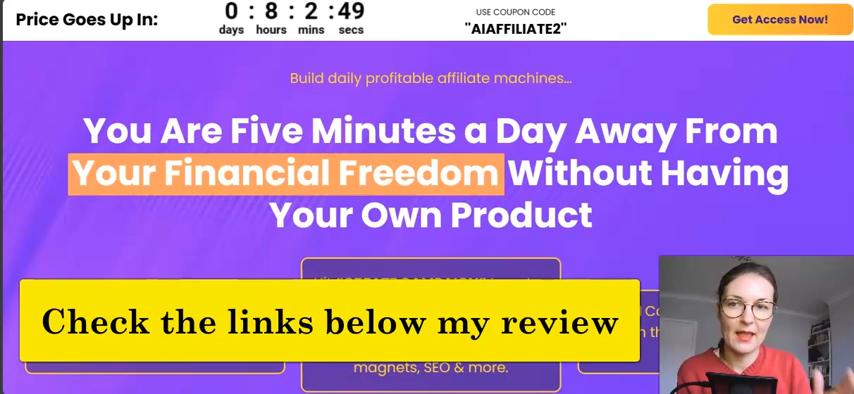 Price Goes Up In:
0 : 8 : 2 : 49
days hours mins secs
USE COUPON CODE
"AIAFFILIATE2"
Get Access Now!
Build daily profitable affiliate machines...
You Are Five Minutes a Day Away From
Your Financial Freedom Without Having
Your Own Product
Check the links below my review
magnets, SEO & more.